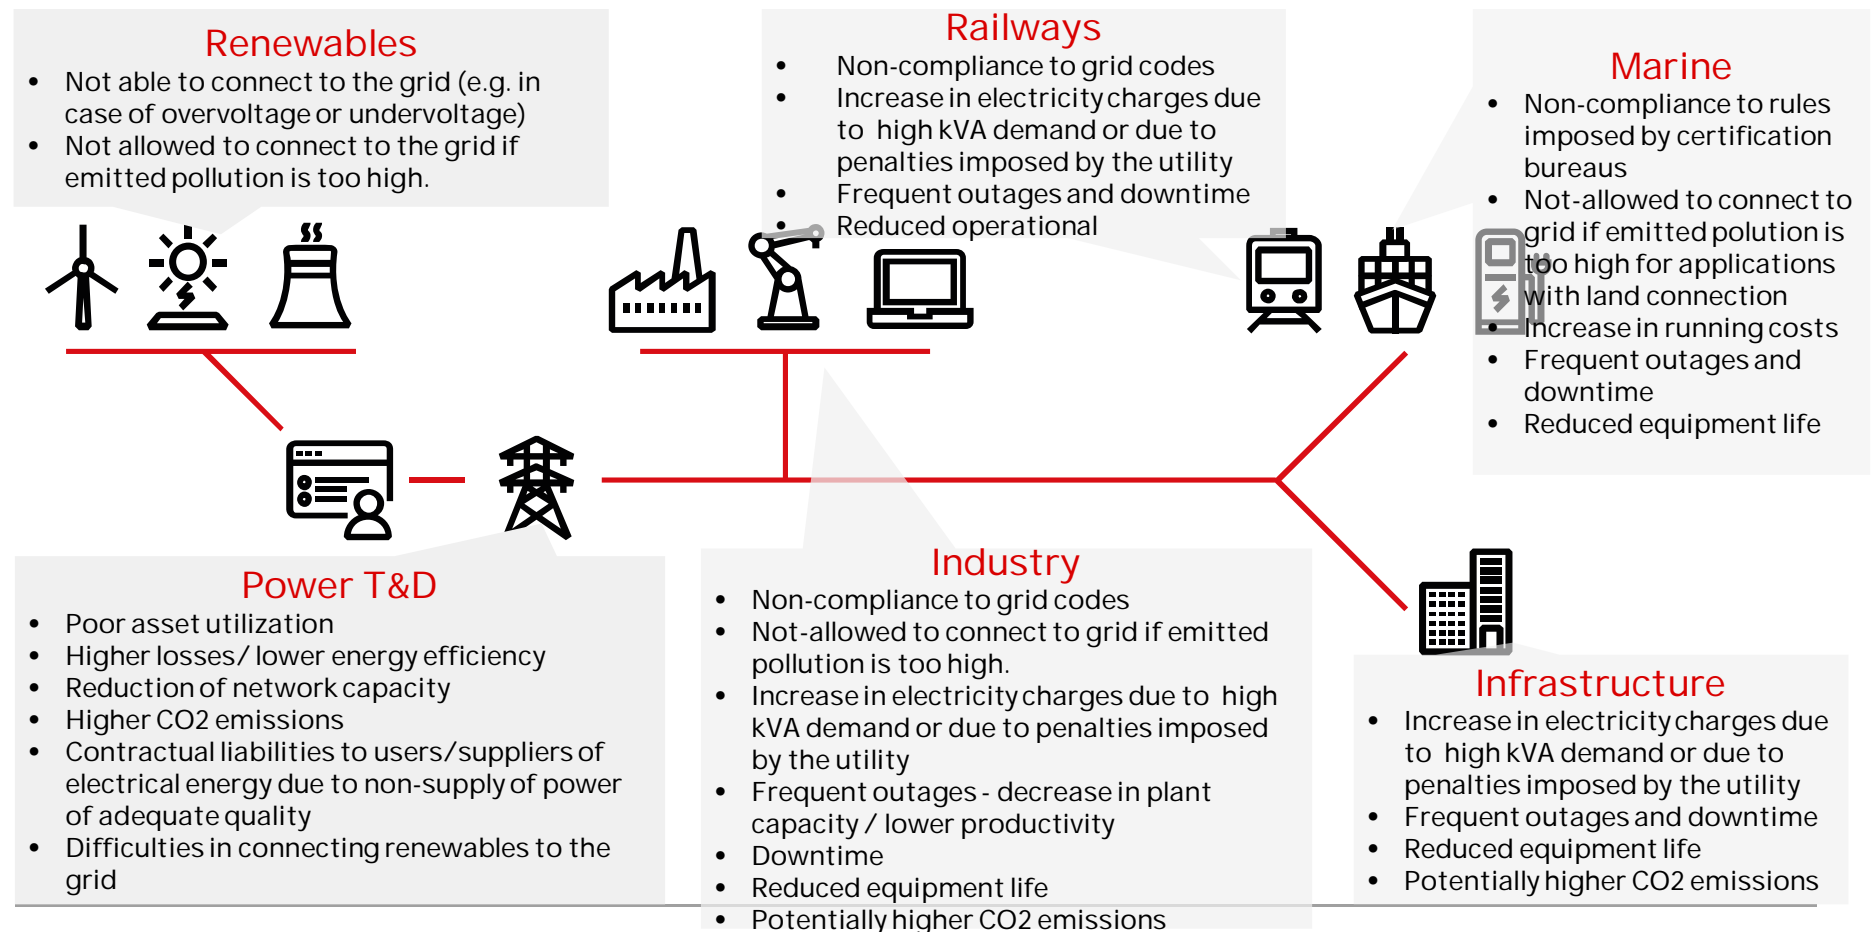 Renewables
• Not able to connect to the grid (e.g. in
case of overvoltage or undervoltage)
• Not allowed to connect to the grid if
emitted pollution is too high.
Railways
• Non-compliance to grid codes
• Increase in electricity charges due
to high kVA demand or due to
penalties imposed by the utility
• Frequent outages and downtime
• Reduced operational
Marine
• Non-compliance to rules
imposed by certification
bureaus
• Not-allowed to connect to
grid if emitted polution is
too high for applications
with land connection
• Increase in running costs
• Frequent outages and
downtime
• Reduced equipment life
Power T&D
• Poor asset utilization
• Higher losses/ lower energy efficiency
• Reduction of network capacity
• Higher CO2 emissions
• Contractual liabilities to users/suppliers of
electrical energy due to non-supply of power
of adequate quality
• Difficulties in connecting renewables to the
grid
Industry
• Non-compliance to grid codes
• Not-allowed to connect to grid if emitted
pollution is too high.
• Increase in electricity charges due to high
kVA demand or due to penalties imposed
by the utility
• Frequent outages - decrease in plant
capacity / lower productivity
• Downtime
• Reduced equipment life
• Potentially higher CO2 emissions
Infrastructure
• Increase in electricity charges due
to high kVA demand or due to
penalties imposed by the utility
• Frequent outages and downtime
• Reduced equipment life
• Potentially higher CO2 emissions